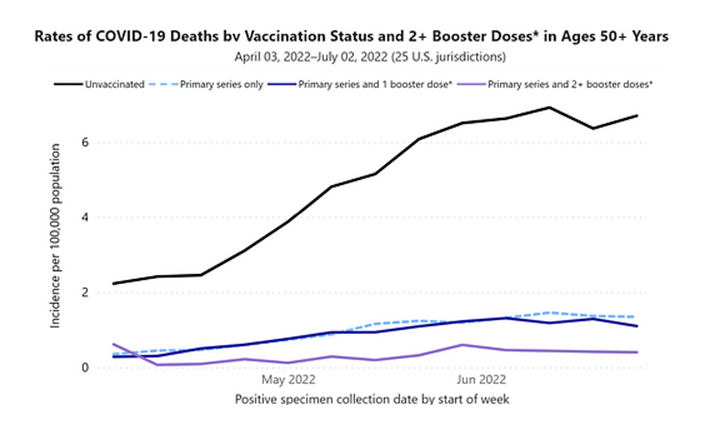 Rates of COVID-19 Deaths by Vaccination Status and 2+ Booster Doses* in Ages 50+ Years
April 03, 2022–July 02, 2022 (25 U.S. jurisdictions)
Unvaccinated Primary series only Primary series and 1 booster dose* Primary series and 2+ booster doses*
Incidence per 100,000 population
6
4
2
0
May 2022 Jun 2022
Positive specimen collection date by start of week